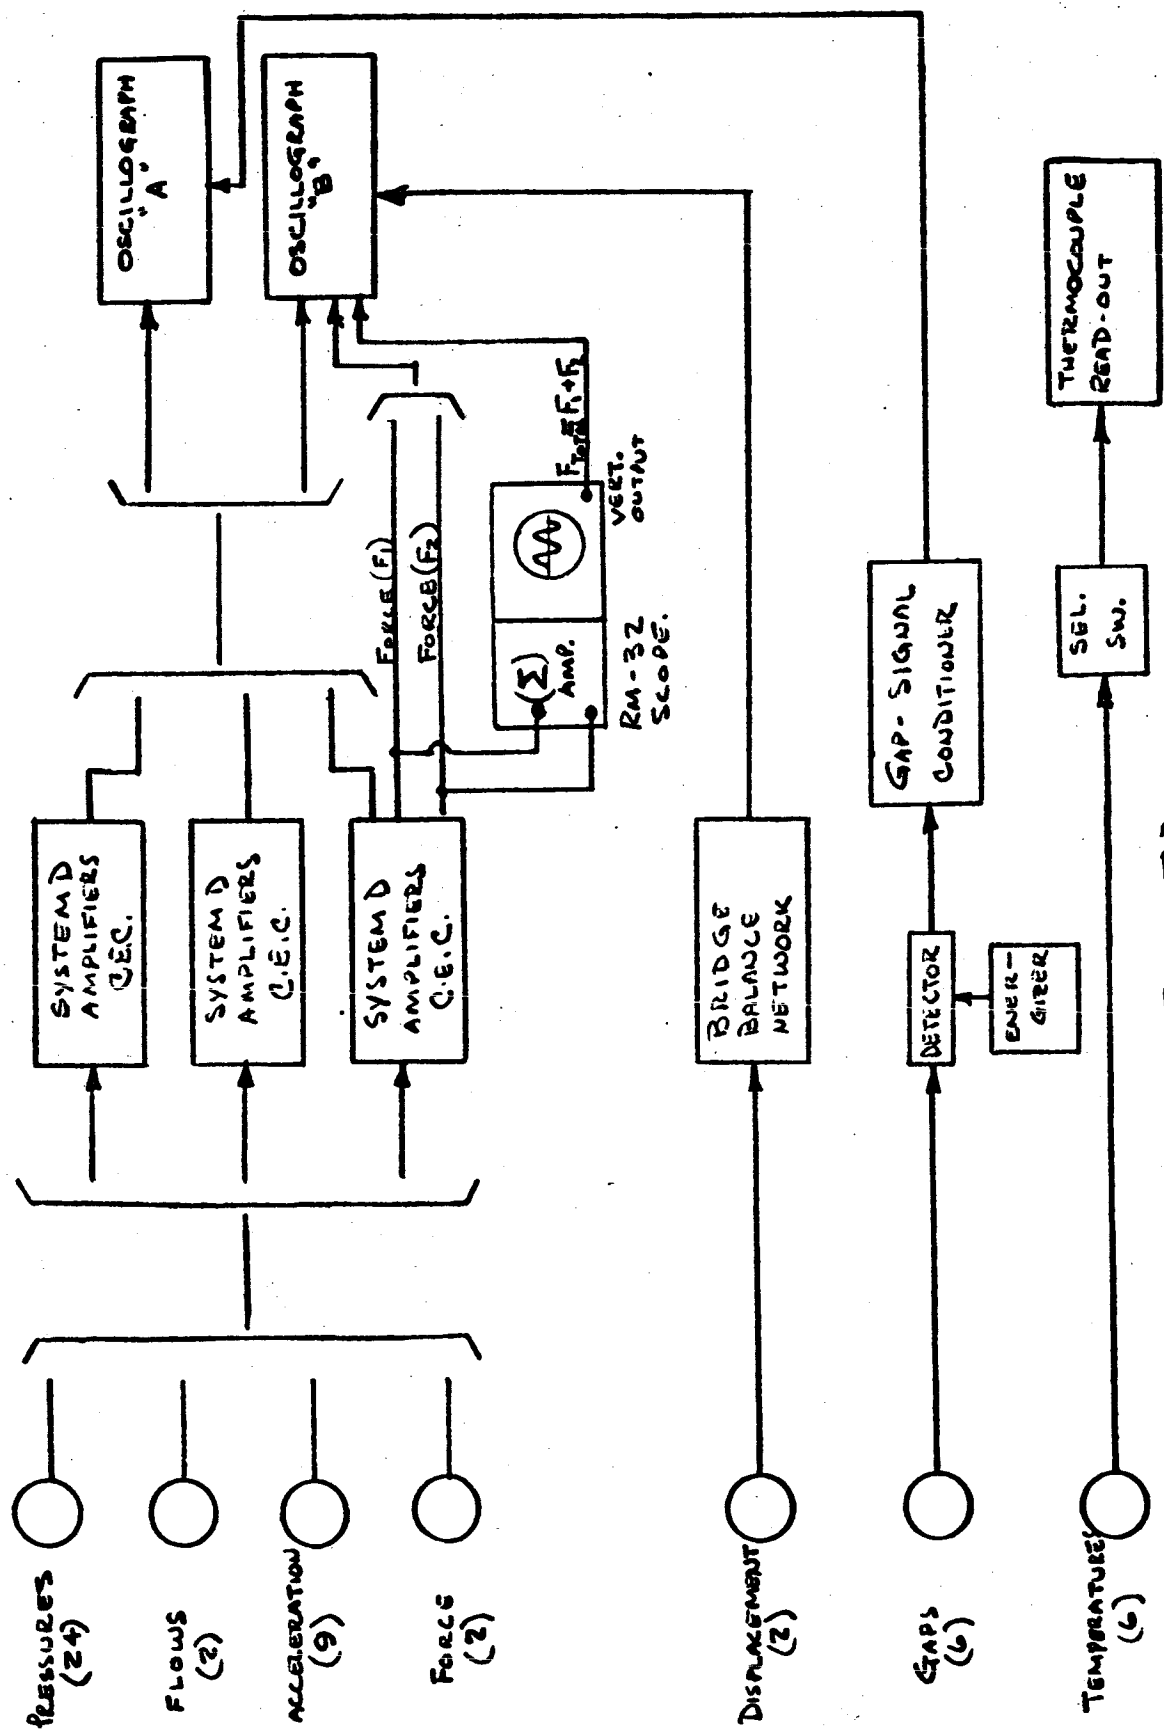 PRESSURES
(24)
FLOWS
(2)
ACCELERATION
(9)
FORCE
(2)
DISPLACEMENT
(2)
GAPS
(6)
TEMPERATURES
(6)
SYSTEM D
AMPLIFIERS
C.E.C.
SYSTEM D
AMPLIFIERS
C.E.C.
SYSTEM D
AMPLIFIERS
C.E.C.
BRIDGE
BALANCE
NETWORK
DETECTOR
ENER-
GIZER
FORCE (F1)
FORCE (F2)
(Σ)
AMP.
RM-32
SCOPE.
VERT.
OUTPUT
FTOTAL=F1+F2
GAP-SIGNAL
CONDITIONER
SEL.
SW.
OSCILLOGRAPH
"A"
OSCILLOGRAPH
"B"
THERMOCOUPLE
READ-OUT